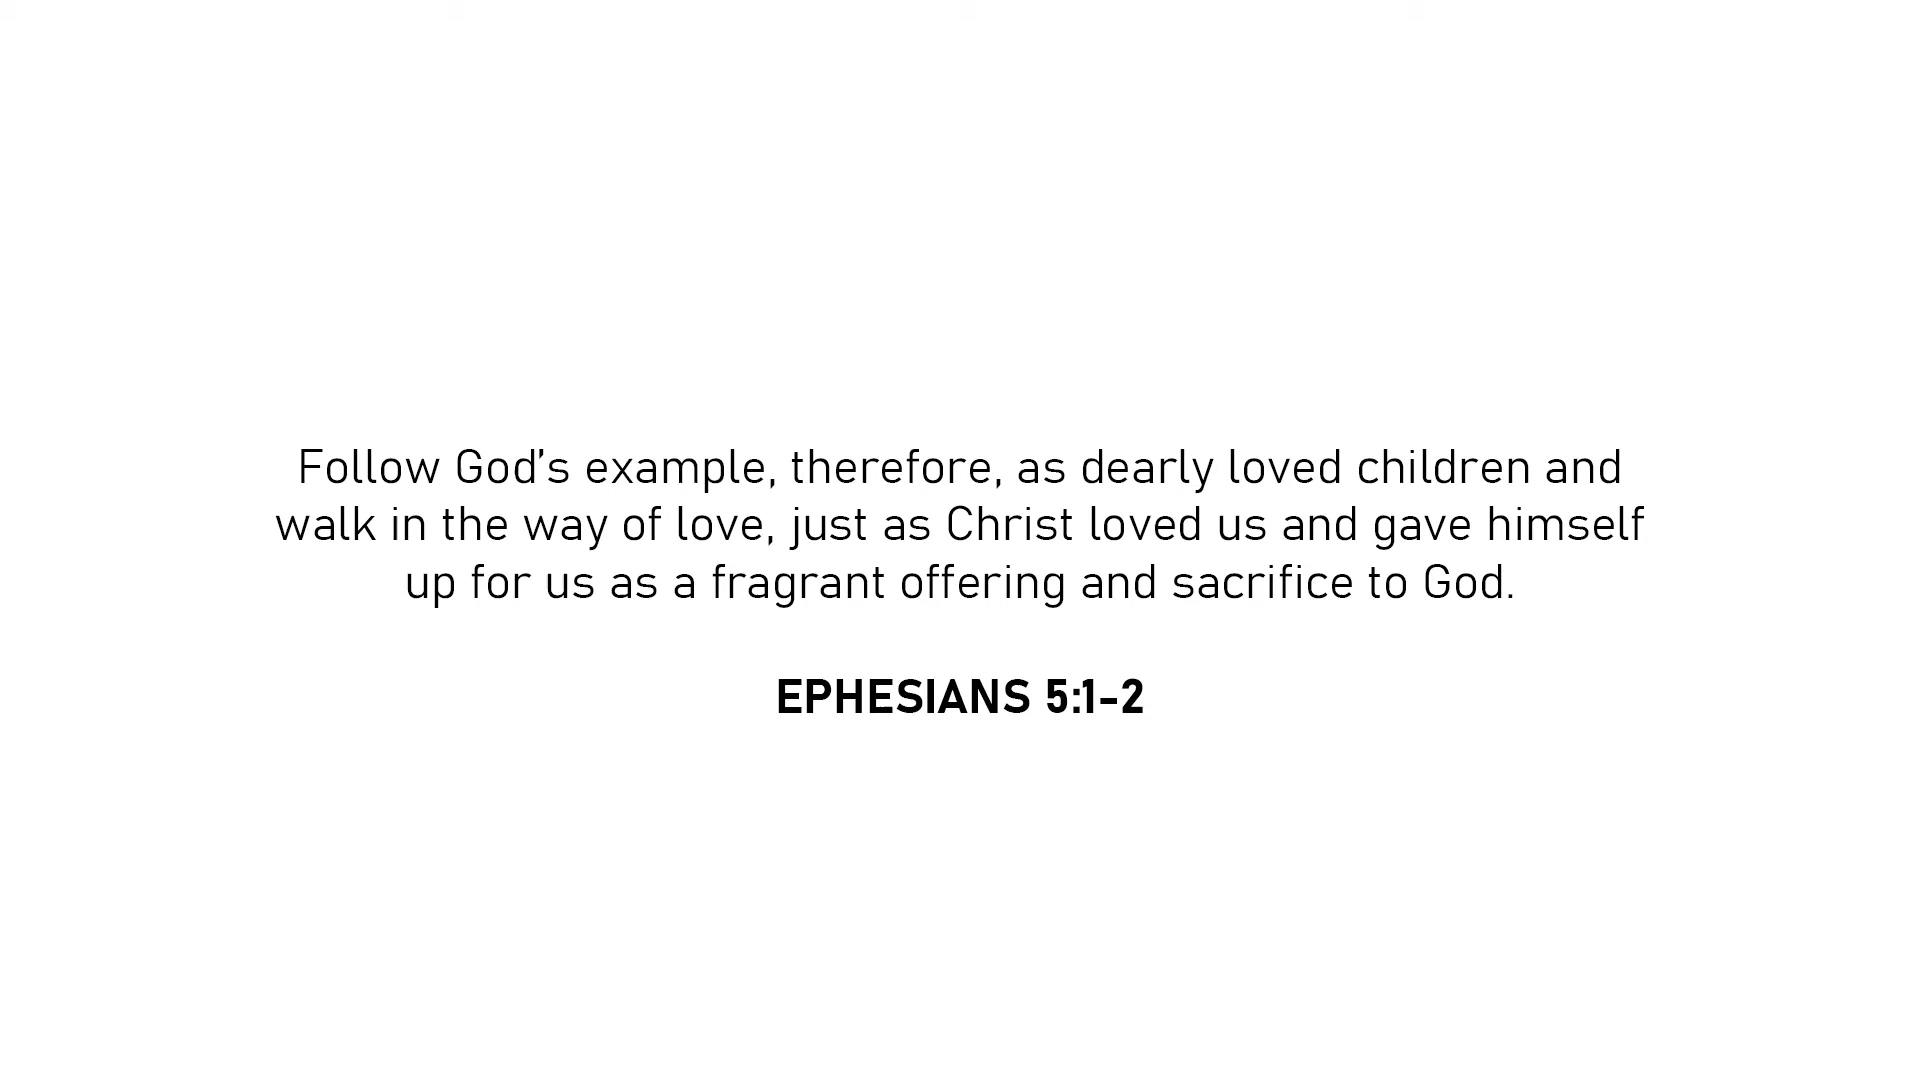 Follow God’s example, therefore, as dearly loved children and
walk in the way of love, just as Christ loved us and gave himself
up for us as a fragrant offering and sacrifice to God.
EPHESIANS 5:1-2